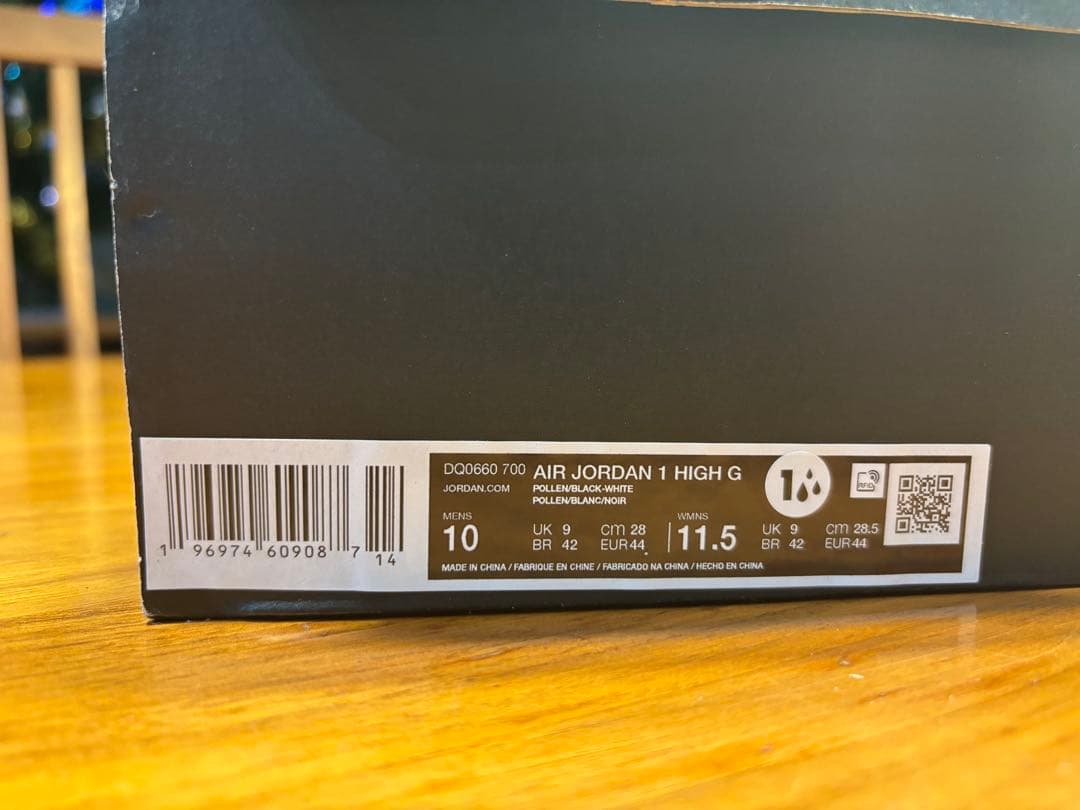 DQ0660 700 AIR JORDAN 1 HIGH G
JORDAN.COM
POLLEN/BLACK-WHITE
POLLEN/BLANC/NOIR
1
RFID
MENS
10
UK 9 cm 28
BR 42 EUR 44
WMNS
11.5
UK 9 cm 28.5
BR 42 EUR 44
MADE IN CHINA / FABRIQUE EN CHINE / FABRICADO NA CHINA / HECHO EN CHINA
1 96974 60908 7 14